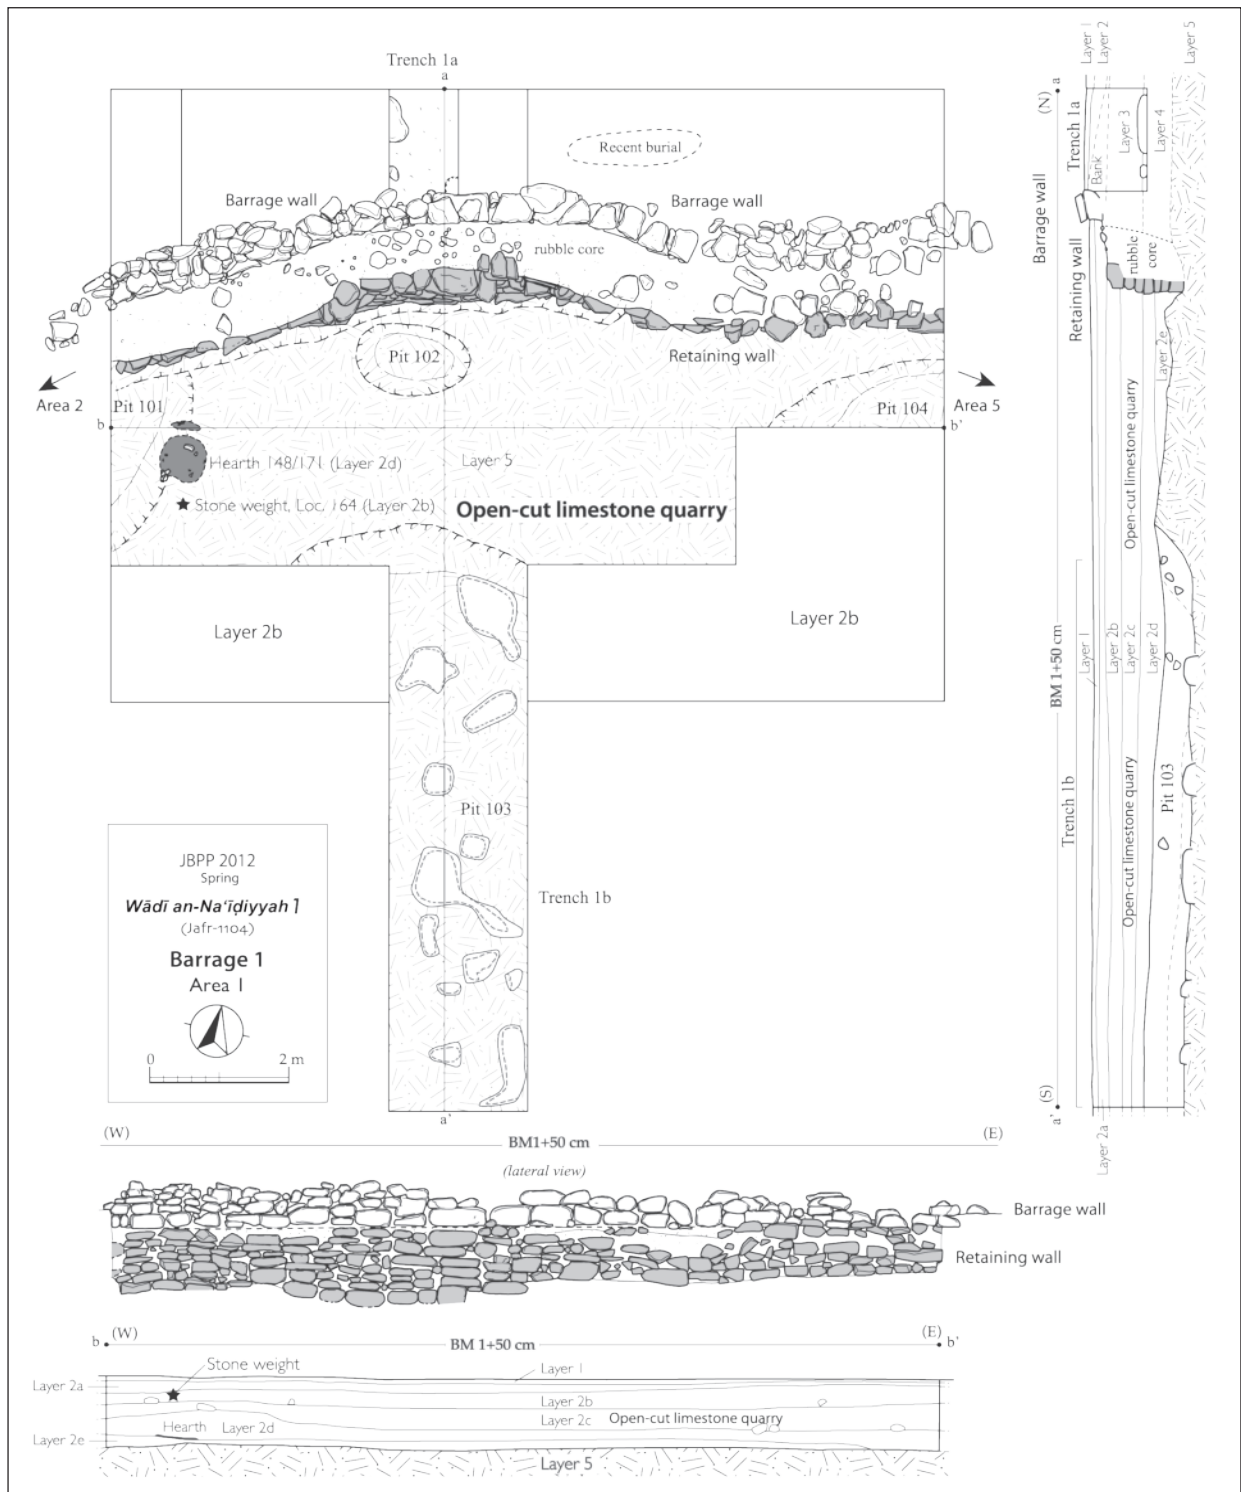 Trench 1a
a
Recent burial
Barrage wall
Barrage wall
rubble core
Retaining wall
Pit 102
Area 2
Pit 101
Pit 104
Area 5
b
b'
Hearth 148/171 (Layer 2d)
Layer 5
Stone weight, Loc. 164 (Layer 2b)
Open-cut limestone quarry
Layer 2b
Layer 2b
Pit 103
Trench 1b
a'
JBPP 2012
Spring
Wādī an-Na‘īḍiyyah 1
(Jafr-1104)
Barrage 1
Area 1
0
2 m
Layer 1
Layer 2
Layer 5
a
(N)
Trench 1a
Layer 3
Layer 4
Bank
Barrage wall
Retaining wall
rubble core
Layer 2e
Open-cut limestone quarry
Layer 1
Layer 2b
Layer 2c
Layer 2d
BM 1+50 cm
Trench 1b
Open-cut limestone quarry
Pit 103
(S)
a'
Layer 2a
(W)
(E)
BM1+50 cm
(lateral view)
Barrage wall
Retaining wall
b
(W)
(E)
b'
BM 1+50 cm
Stone weight
Layer 1
Layer 2a
Layer 2b
Layer 2c
Open-cut limestone quarry
Hearth
Layer 2d
Layer 2e
Layer 5